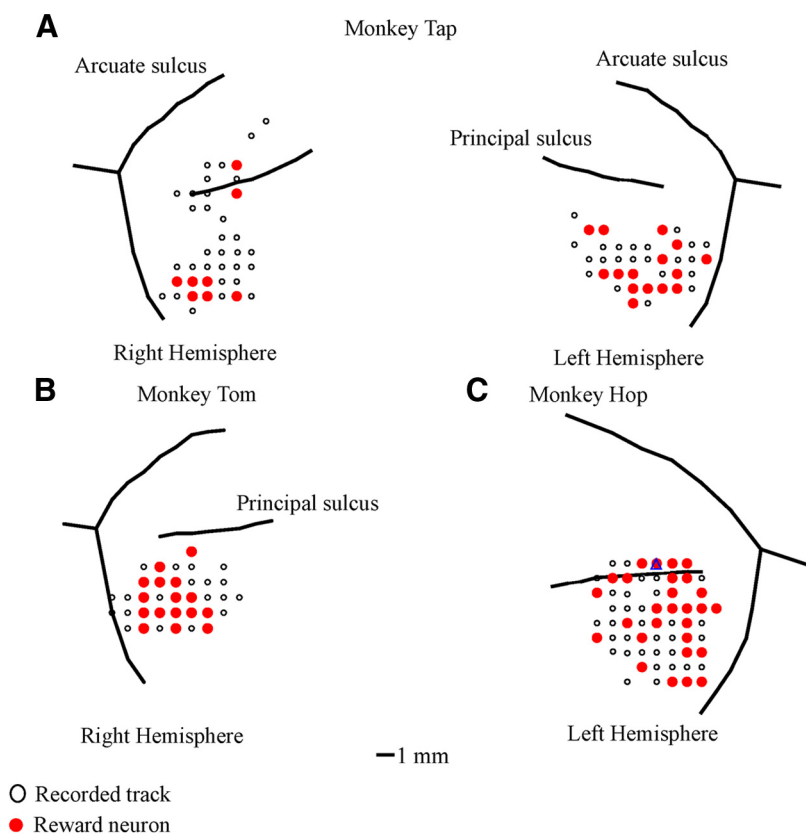 A
Monkey Tap
Arcuate sulcus
Arcuate sulcus
Principal sulcus
Right Hemisphere
Left Hemisphere
B
Monkey Tom
C
Monkey Hop
Principal sulcus
Right Hemisphere
Left Hemisphere
1 mm
Recorded track
Reward neuron